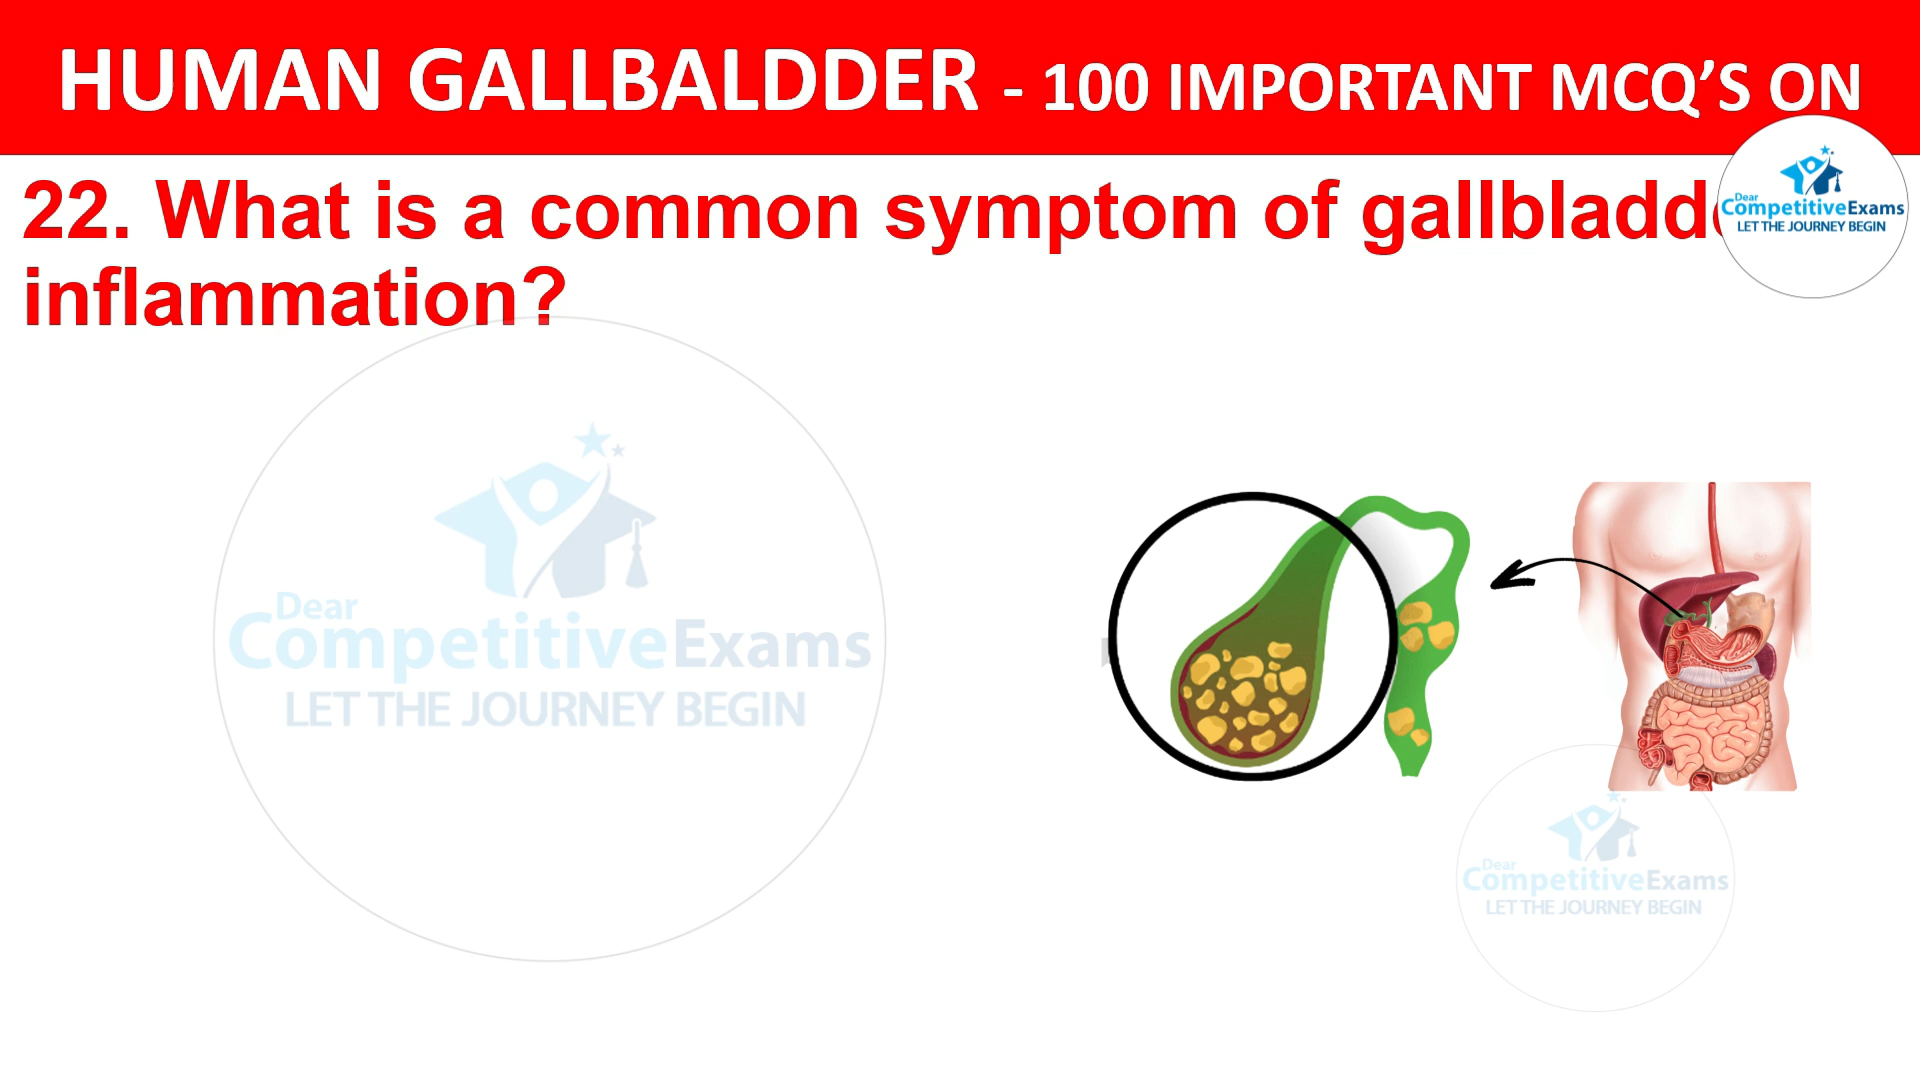 HUMAN GALLBALDDER - 100 IMPORTANT MCQ’S ON
22. What is a common symptom of gallbladd
inflammation?
Dear
CompetitiveExams
LET THE JOURNEY BEGIN
Dear
CompetitiveExams
LET THE JOURNEY BEGIN
Dear
CompetitiveExams
LET THE JOURNEY BEGIN